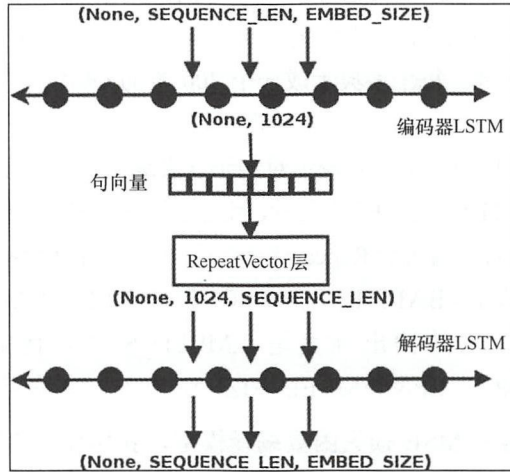 (None, SEQUENCE_LEN, EMBED_SIZE)
(None, 1024)
编码器LSTM
句向量
RepeatVector层
(None, 1024, SEQUENCE_LEN)
解码器LSTM
(None, SEQUENCE_LEN, EMBED_SIZE)